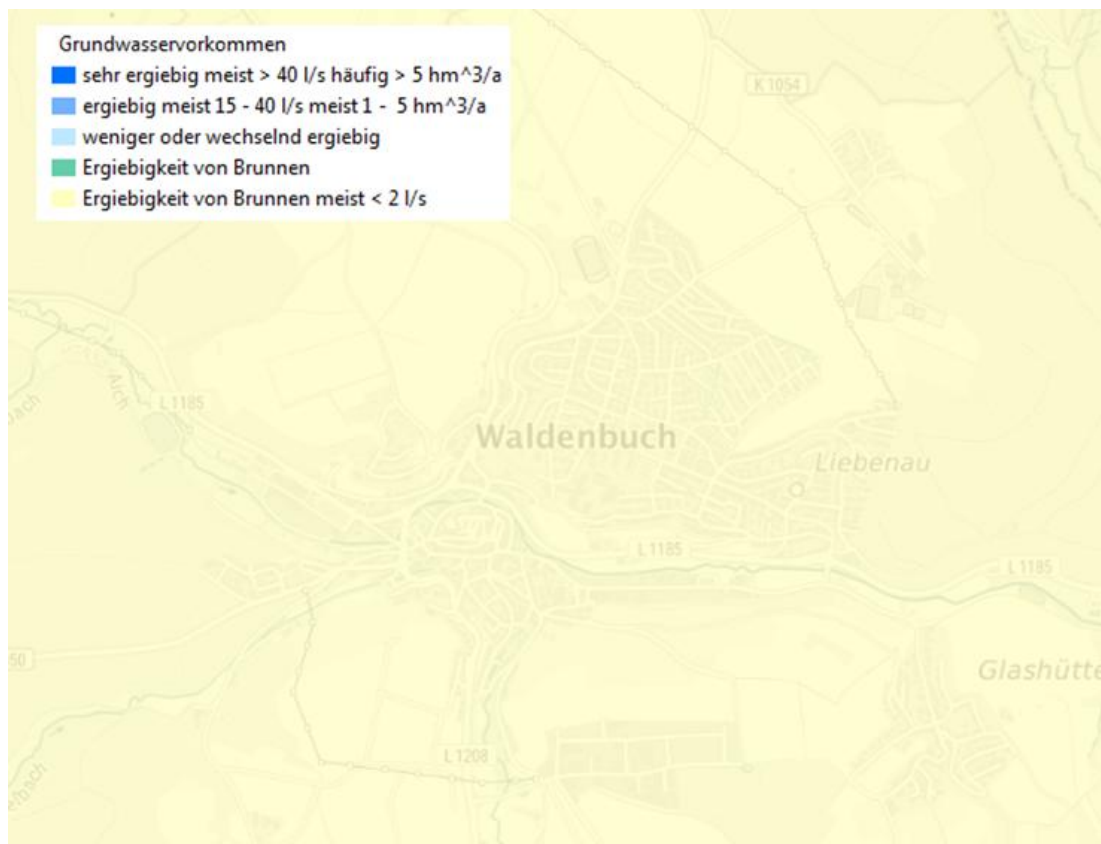 Grundwasservorkommen
sehr ergiebig meist > 40 l/s häufig > 5 hm^3/a
ergiebig meist 15 - 40 l/s meist 1 - 5 hm^3/a
weniger oder wechselnd ergiebig
Ergiebigkeit von Brunnen
Ergiebigkeit von Brunnen meist < 2 l/s
K 1054
Aich
L 1185
Waldenbuch
Liebenau
L 1185
L 1185
Glashütte
L 1208